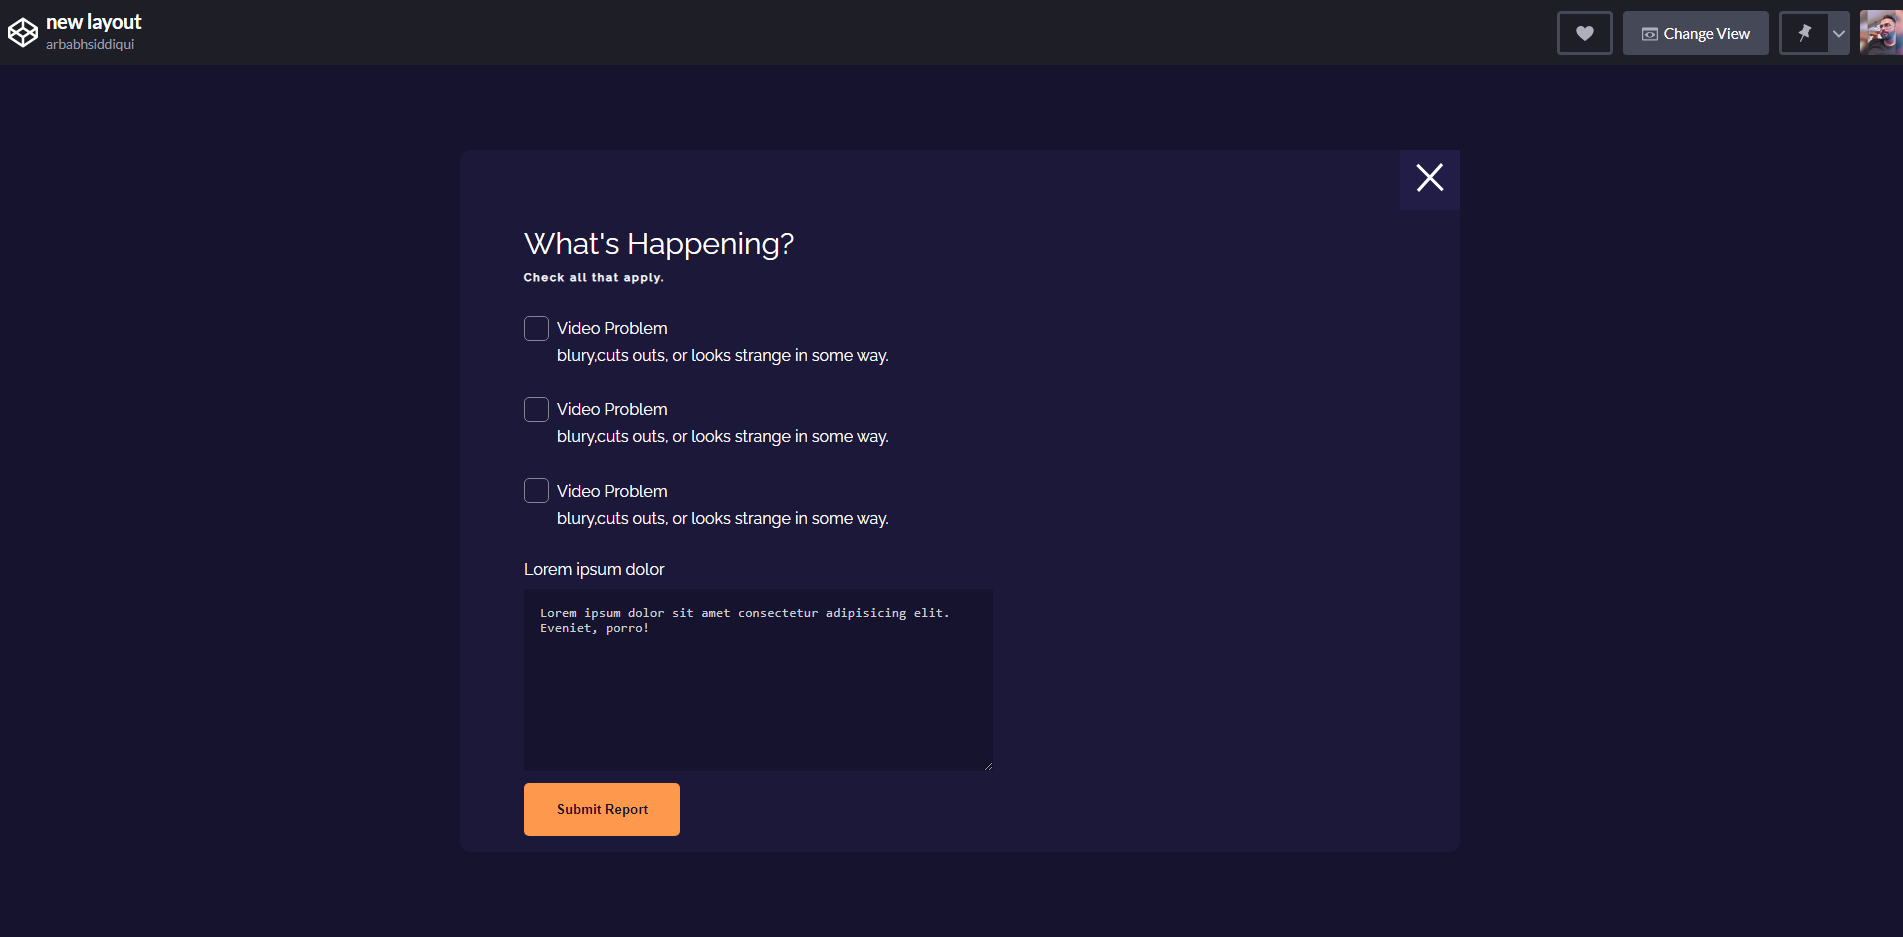 new layout
arbabhsiddiqui
Change View
What's Happening?
Check all that apply.
Video Problem
blury,cuts outs, or looks strange in some way.
Video Problem
blury,cuts outs, or looks strange in some way.
Video Problem
blury,cuts outs, or looks strange in some way.
Lorem ipsum dolor
Lorem ipsum dolor sit amet consectetur adipisicing elit.
Eveniet, porro!
Submit Report